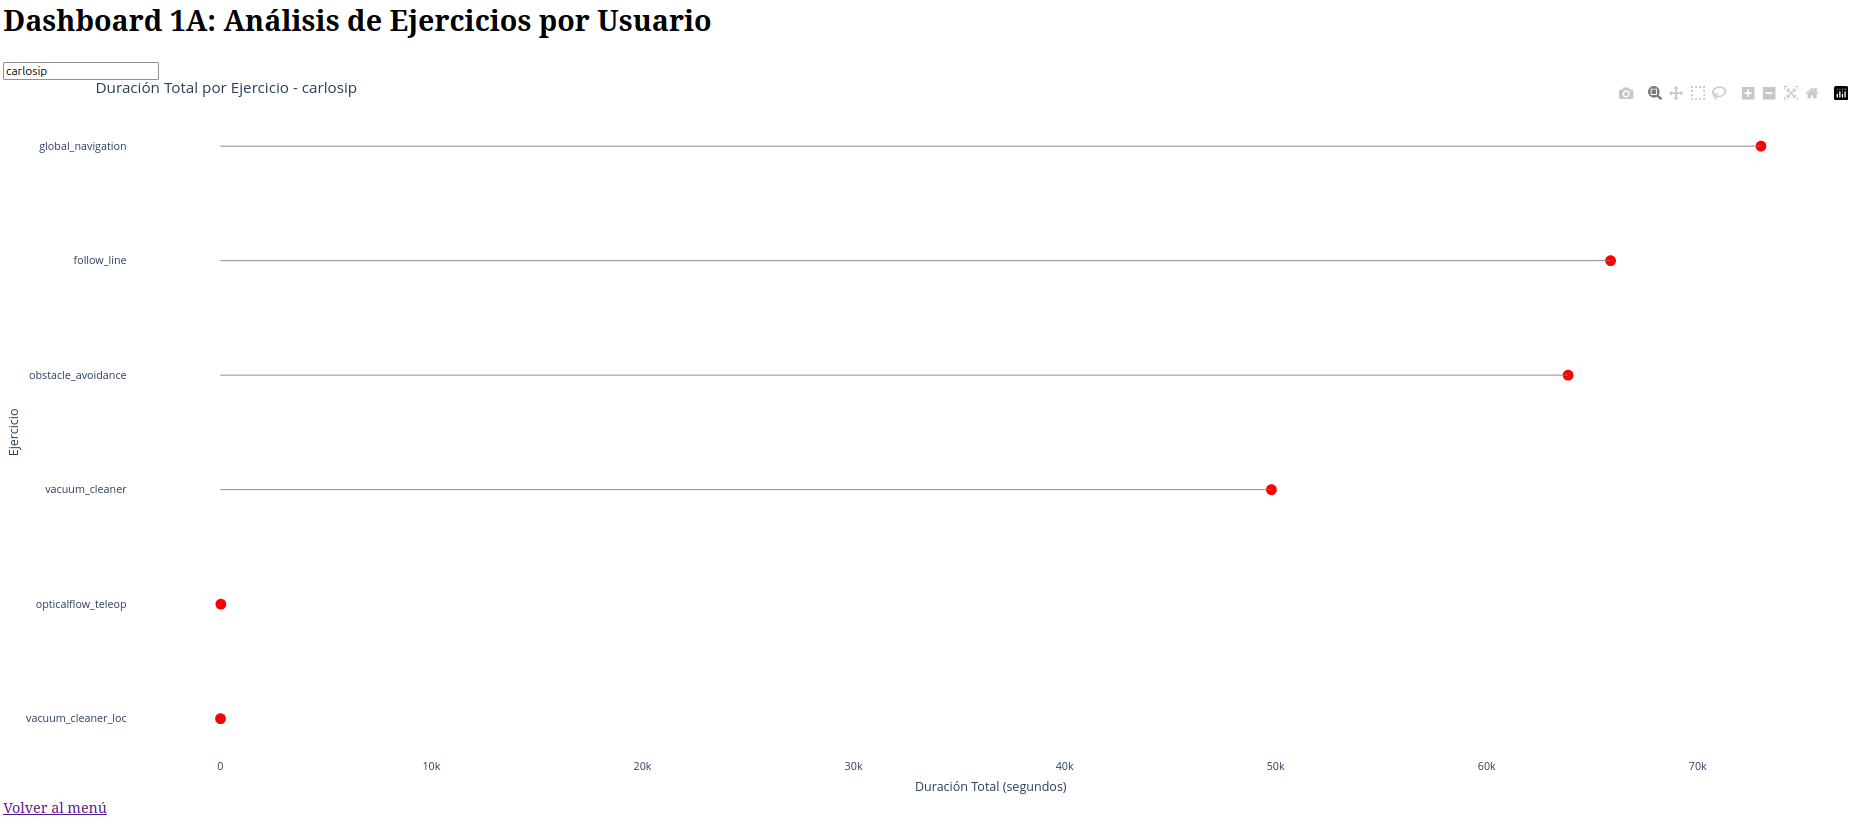 Dashboard 1A: Análisis de Ejercicios por Usuario
carlosip
Duración Total por Ejercicio - carlosip
global_navigation
follow_line
obstacle_avoidance
Ejercicio
vacuum_cleaner
opticalflow_teleop
vacuum_cleaner_loc
0 10k 20k 30k 40k 50k 60k 70k
Duración Total (segundos)
Volver al menú